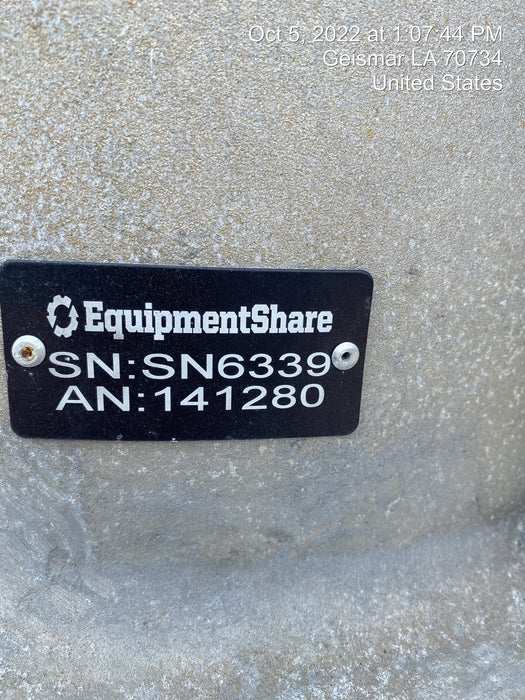 Oct 5, 2022 at 1:07:44 PM
Geismar LA 70734
United States
EquipmentShare
SN:SN6339
AN:141280